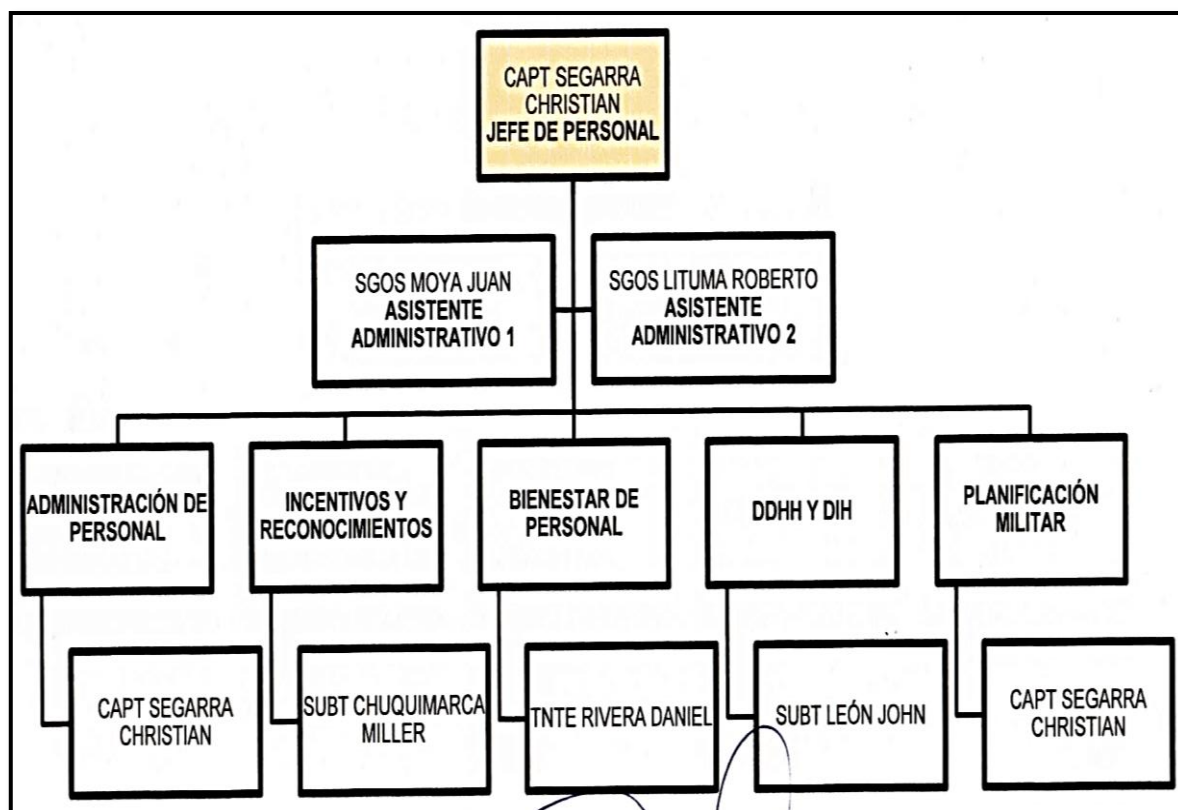 CAPT SEGARRA
CHRISTIAN
JEFE DE PERSONAL
SGOS MOYA JUAN
ASISTENTE
ADMINISTRATIVO 1
SGOS LITUMA ROBERTO
ASISTENTE
ADMINISTRATIVO 2
ADMINISTRACIÓN DE
PERSONAL
INCENTIVOS Y
RECONOCIMIENTOS
BIENESTAR DE
PERSONAL
DDHH Y DIH
PLANIFICACIÓN
MILITAR
CAPT SEGARRA
CHRISTIAN
SUBT CHUQUIMARCA
MILLER
TNTE RIVERA DANIEL
SUBT LEÓN JOHN
CAPT SEGARRA
CHRISTIAN